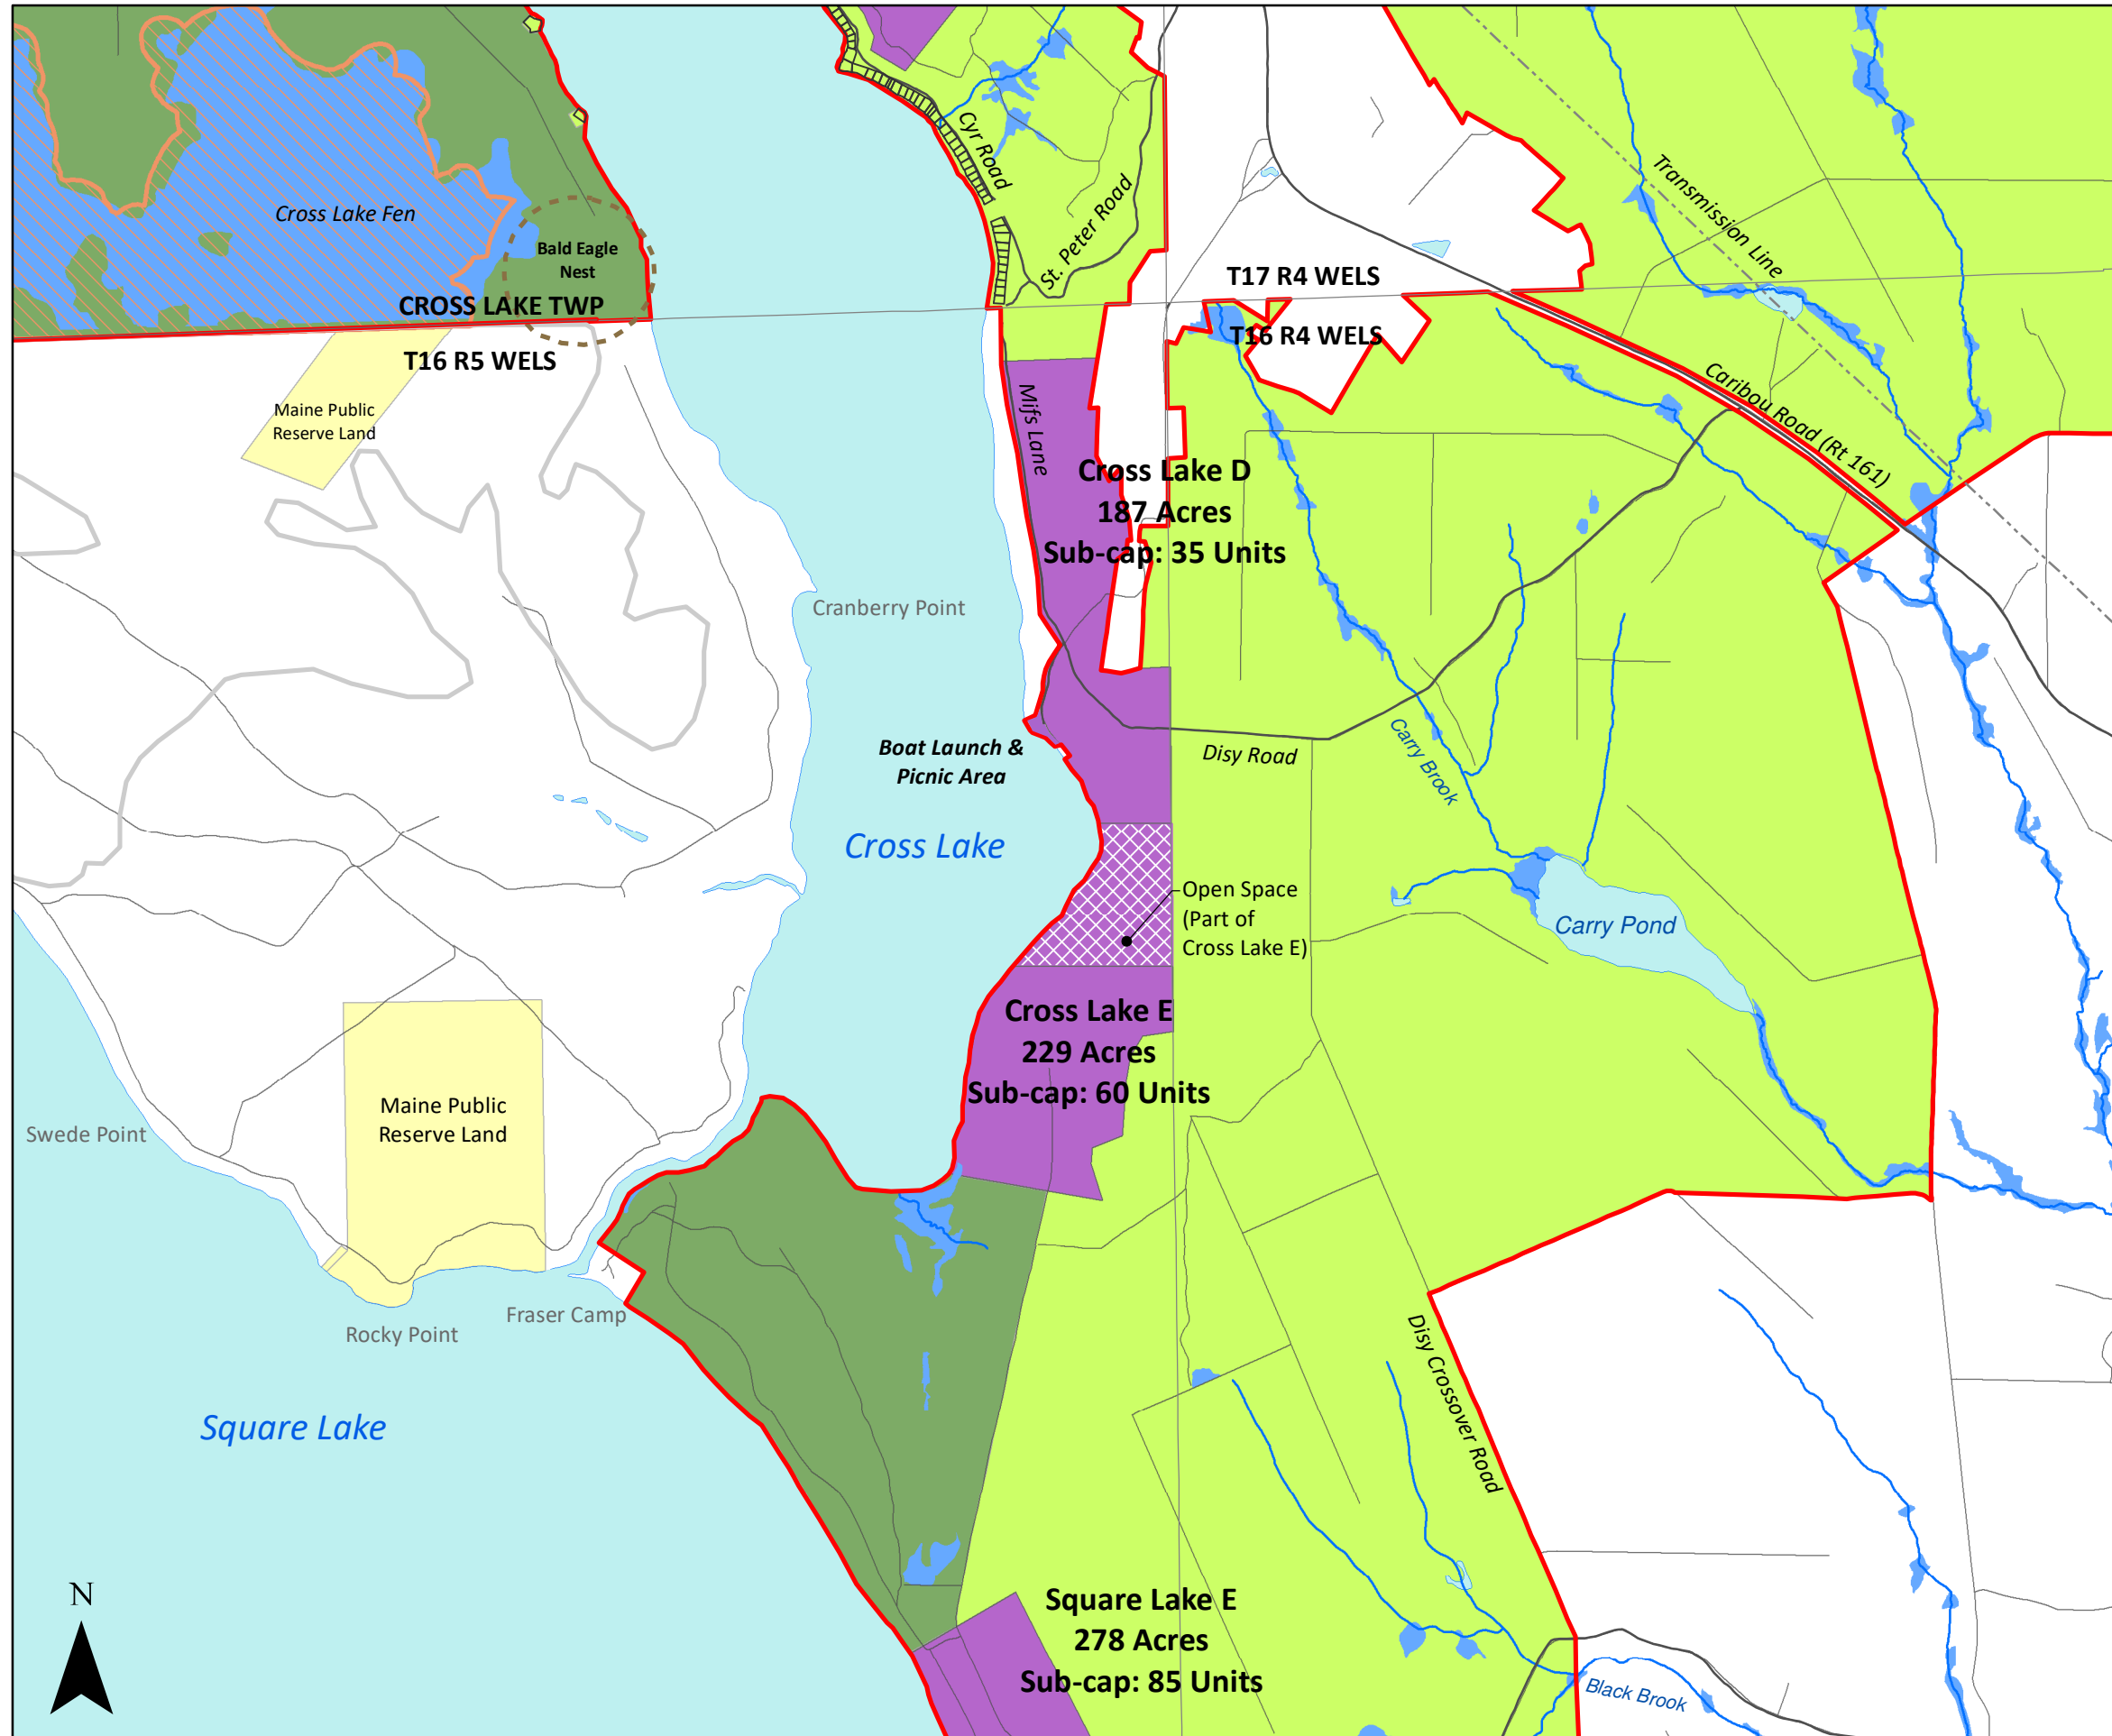 Cyr Road
St. Peter Road
Transmission Line
Cross Lake Fen
Bald Eagle
Nest
CROSS LAKE TWP
T17 R4 WELS
T16 R5 WELS
T16 R4 WELS
Maine Public
Reserve Land
Mifs Lane
Caribou Road (Rt 161)
Cross Lake D
187 Acres
Sub-cap: 35 Units
Cranberry Point
Boat Launch &
Picnic Area
Disy Road
Carry Brook
Cross Lake
Open Space
(Part of
Cross Lake E)
Carry Pond
Cross Lake E
229 Acres
Sub-cap: 60 Units
Maine Public
Reserve Land
Swede Point
Fraser Camp
Rocky Point
Disy Crossover Road
Square Lake
Square Lake E
278 Acres
Sub-cap: 85 Units
N
Black Brook